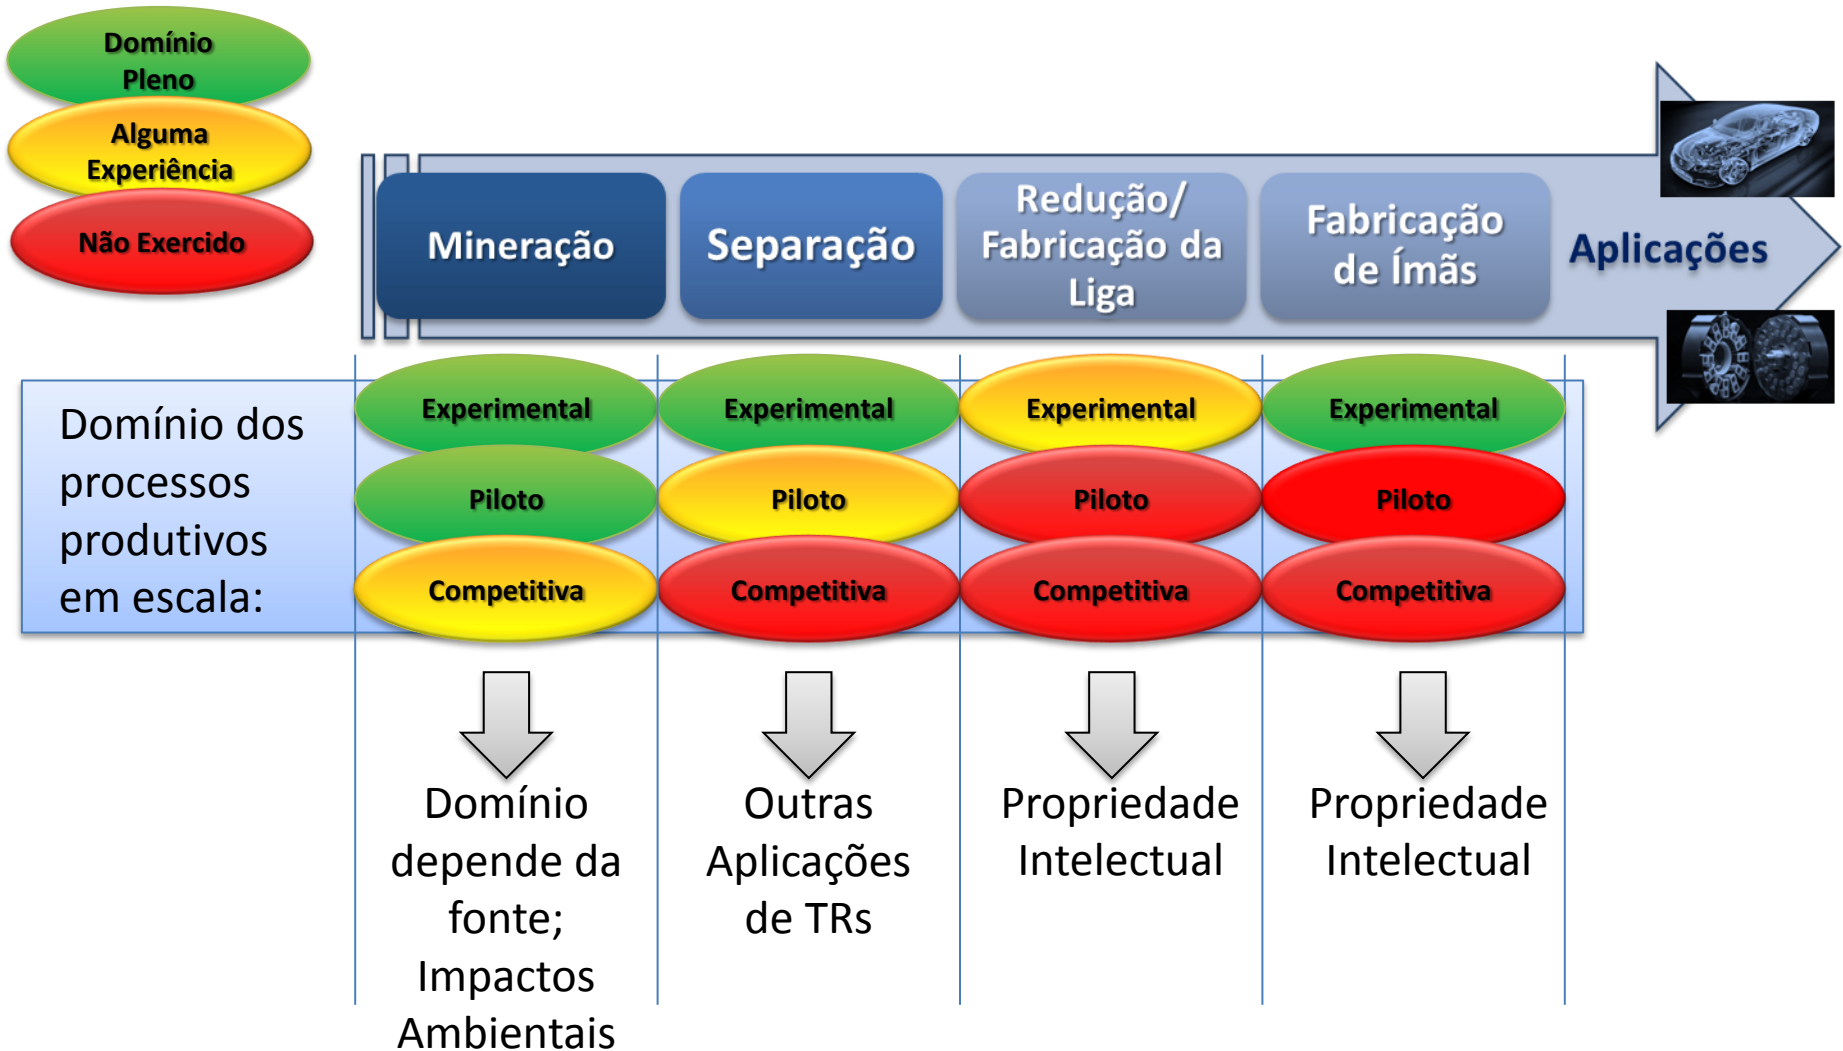 Domínio
Pleno
Alguma
Experiência
Não Exercido
Mineração
Separação
Redução/
Fabricação da
Liga
Fabricação
de Ímãs
Aplicações
Domínio dos
processos
produtivos
em escala:
Experimental
Piloto
Competitiva
Experimental
Piloto
Competitiva
Experimental
Piloto
Competitiva
Experimental
Piloto
Competitiva
Domínio
depende da
fonte;
Impactos
Ambientais
Outras
Aplicações
de TRs
Propriedade
Intelectual
Propriedade
Intelectual